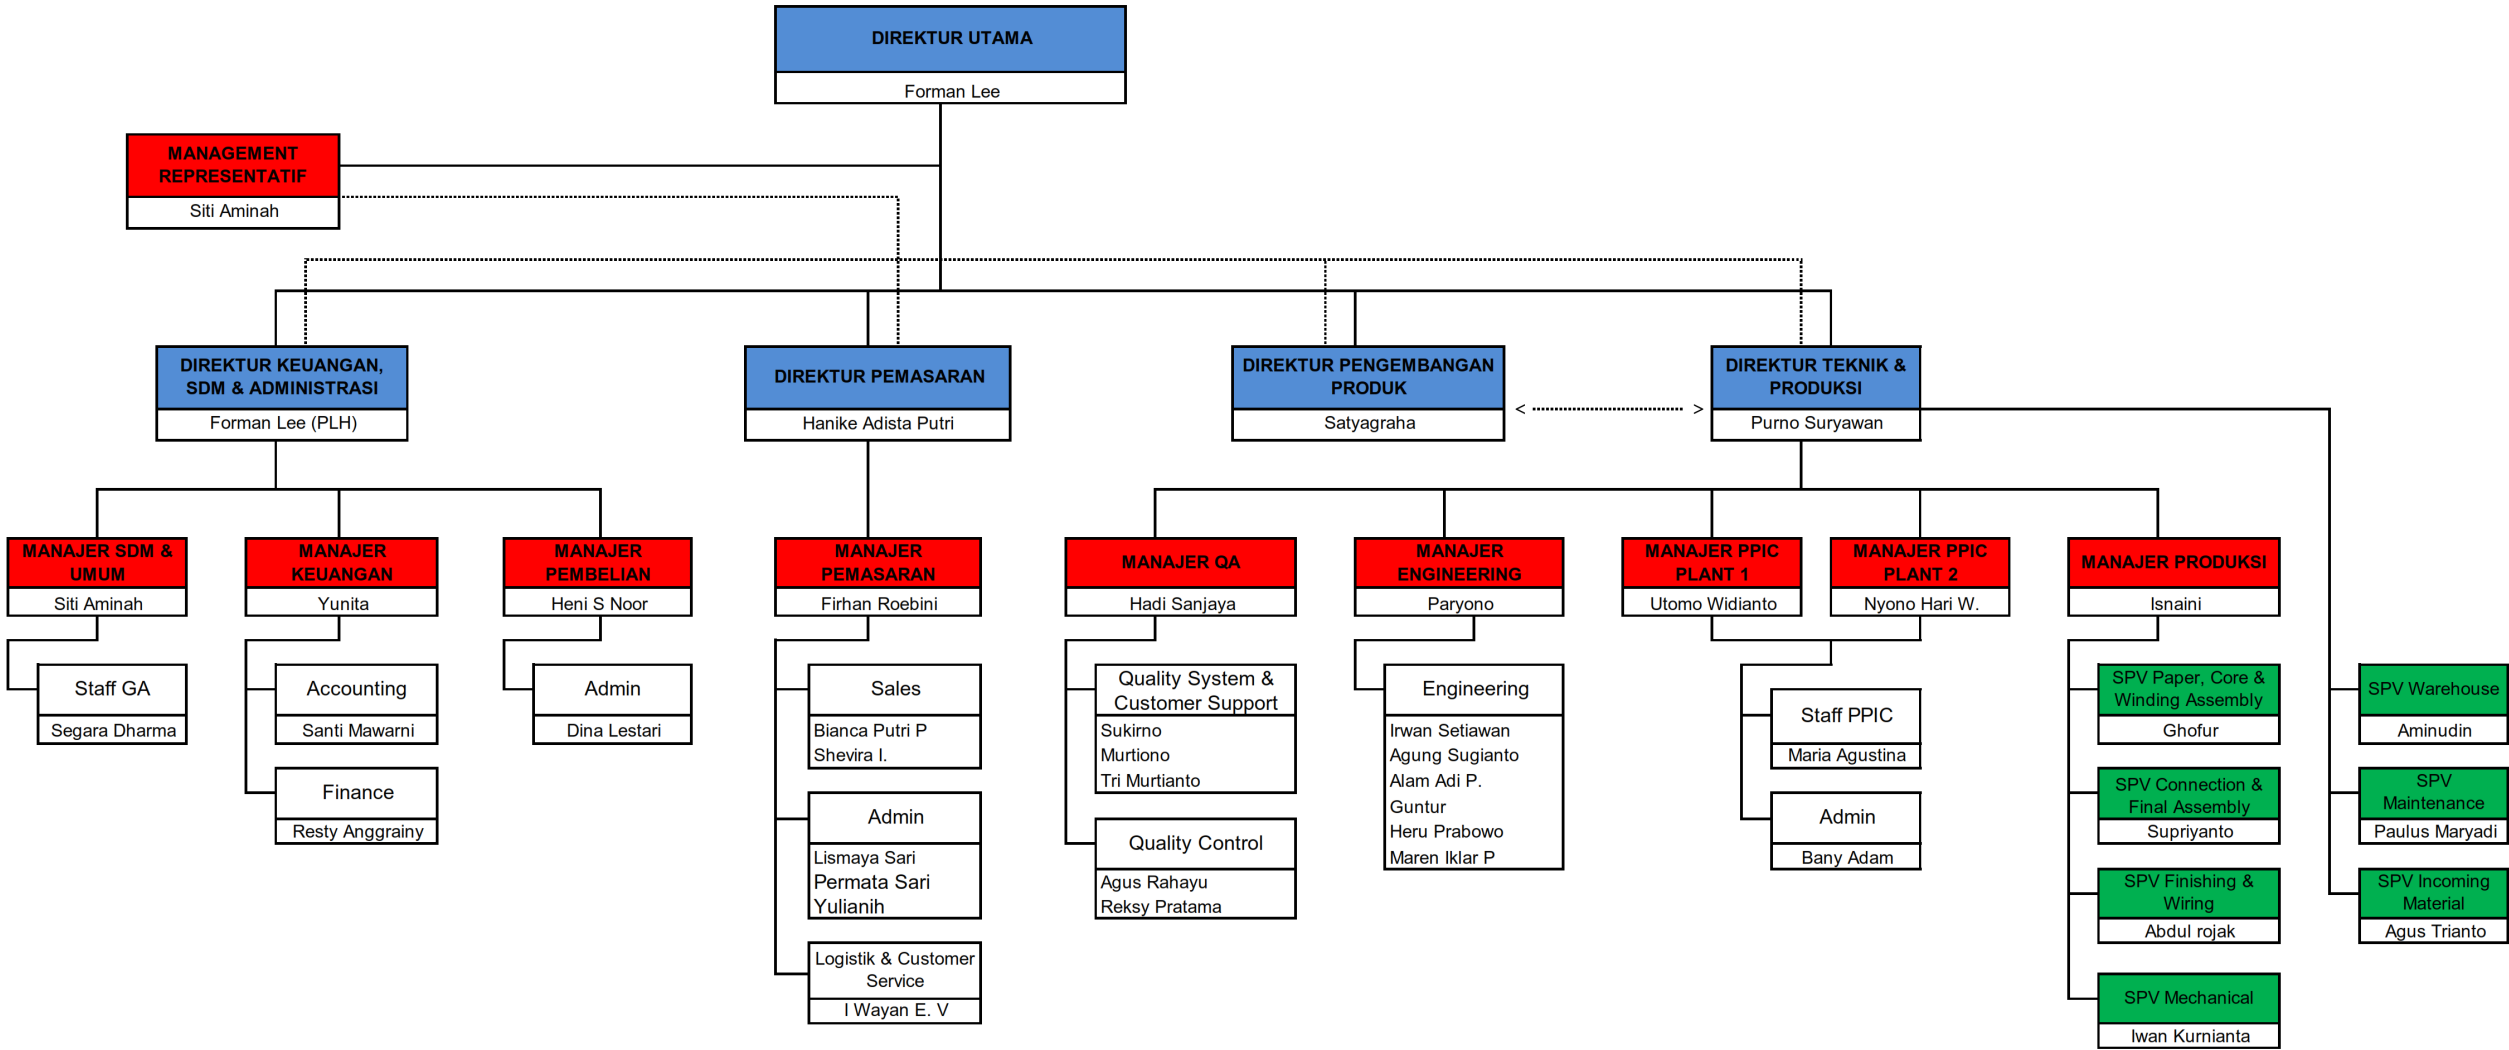 DIREKTUR UTAMA
Forman Lee
MANAGEMENT
REPRESENTATIF
Siti Aminah
DIREKTUR KEUANGAN,
SDM & ADMINISTRASI
Forman Lee (PLH)
DIREKTUR PEMASARAN
Hanike Adista Putri
DIREKTUR PENGEMBANGAN
PRODUK
Satyagraha
< >
DIREKTUR TEKNIK &
PRODUKSI
Purno Suryawan
MANAJER SDM &
UMUM
Siti Aminah
MANAJER
KEUANGAN
Yunita
MANAJER
PEMBELIAN
Heni S Noor
MANAJER
PEMASARAN
Firhan Roebini
MANAJER QA
Hadi Sanjaya
MANAJER
ENGINEERING
Paryono
MANAJER PPIC
PLANT 1
Utomo Widianto
MANAJER PPIC
PLANT 2
Nyono Hari W.
MANAJER PRODUKSI
Isnaini
Staff GA
Segara Dharma
Accounting
Santi Mawarni
Finance
Resty Anggrainy
Admin
Dina Lestari
Sales
Bianca Putri P
Shevira I.
Admin
Lismaya Sari
Permata Sari
Yulianih
Logistik & Customer
Service
I Wayan E. V
Quality System &
Customer Support
Sukirno
Murtiono
Tri Murtianto
Quality Control
Agus Rahayu
Reksy Pratama
Engineering
Irwan Setiawan
Agung Sugianto
Alam Adi P.
Guntur
Heru Prabowo
Maren Iklar P
Staff PPIC
Maria Agustina
Admin
Bany Adam
SPV Paper, Core &
Winding Assembly
Ghofur
SPV Connection &
Final Assembly
Supriyanto
SPV Finishing &
Wiring
Abdul rojak
SPV Mechanical
Iwan Kurnianta
SPV Warehouse
Aminudin
SPV
Maintenance
Paulus Maryadi
SPV Incoming
Material
Agus Trianto